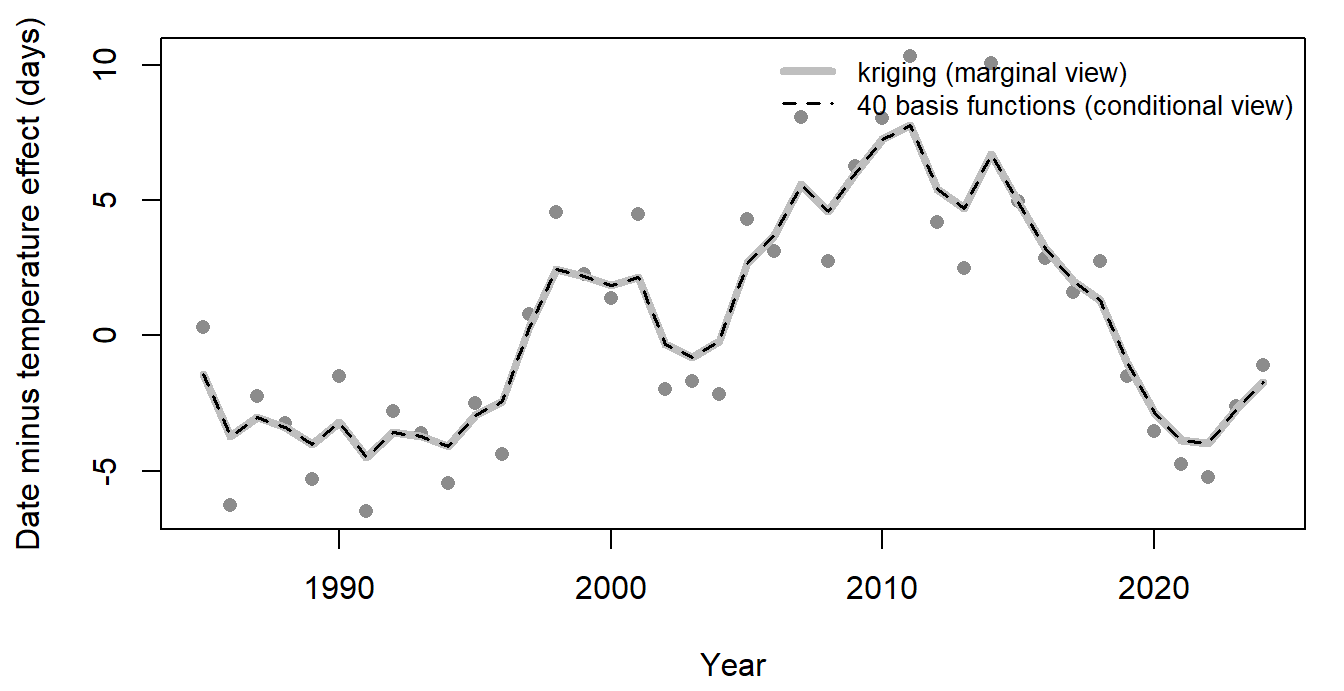 Date minus temperature effect (days)
10
5
0
-5
kriging (marginal view)
40 basis functions (conditional view)
1990
2000
2010
2020
Year